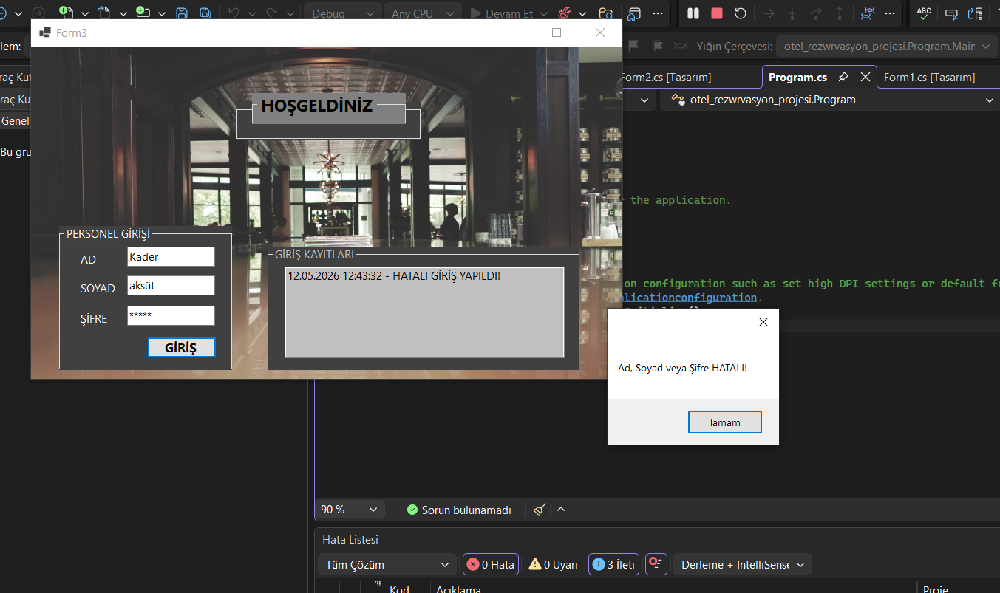 Debug
Any CPU
Devam Et
Form3
lem:
Yığın Çerçevesi:
otel_rezwrvasyon_projesi.Program.Main
raç Kut
Form2.cs [Tasarım]
Program.cs
Form1.cs [Tasarım]
raç Ku
otel_rezwrvasyon_projesi.Program
Genel
Bu gru
HOŞGELDİNİZ
the application.
PERSONEL GİRİŞİ
AD
Kader
SOYAD
aksüt
ŞİFRE
*****
GİRİŞ
GİRİŞ KAYITLARI
12.05.2026 12:43:32 - HATALI GİRİŞ YAPILDI!
on configuration such as set high DPI settings or default fo
plicationconfiguration.
Ad, Soyad veya Şifre HATALI!
Tamam
90 %
Sorun bulunamadı
Hata Listesi
Tüm Çözüm
0 Hata
0 Uyarı
3 İleti
Derleme + IntelliSense
Kod
Açıklama
Proje